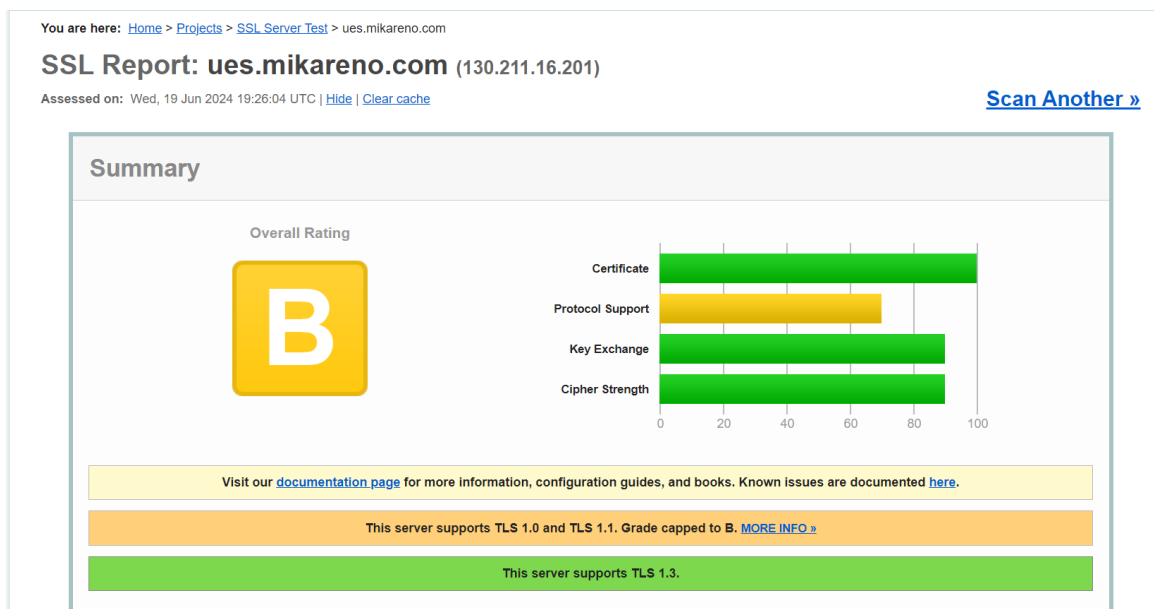 You are here: Home > Projects > SSL Server Test > ues.mikareno.com
SSL Report: ues.mikareno.com (130.211.16.201)
Assessed on: Wed, 19 Jun 2024 19:26:04 UTC | Hide | Clear cache
Scan Another »
Summary
Overall Rating
B
Certificate
Protocol Support
Key Exchange
Cipher Strength
0 20 40 60 80 100
Visit our documentation page for more information, configuration guides, and books. Known issues are documented here.
This server supports TLS 1.0 and TLS 1.1. Grade capped to B. MORE INFO »
This server supports TLS 1.3.